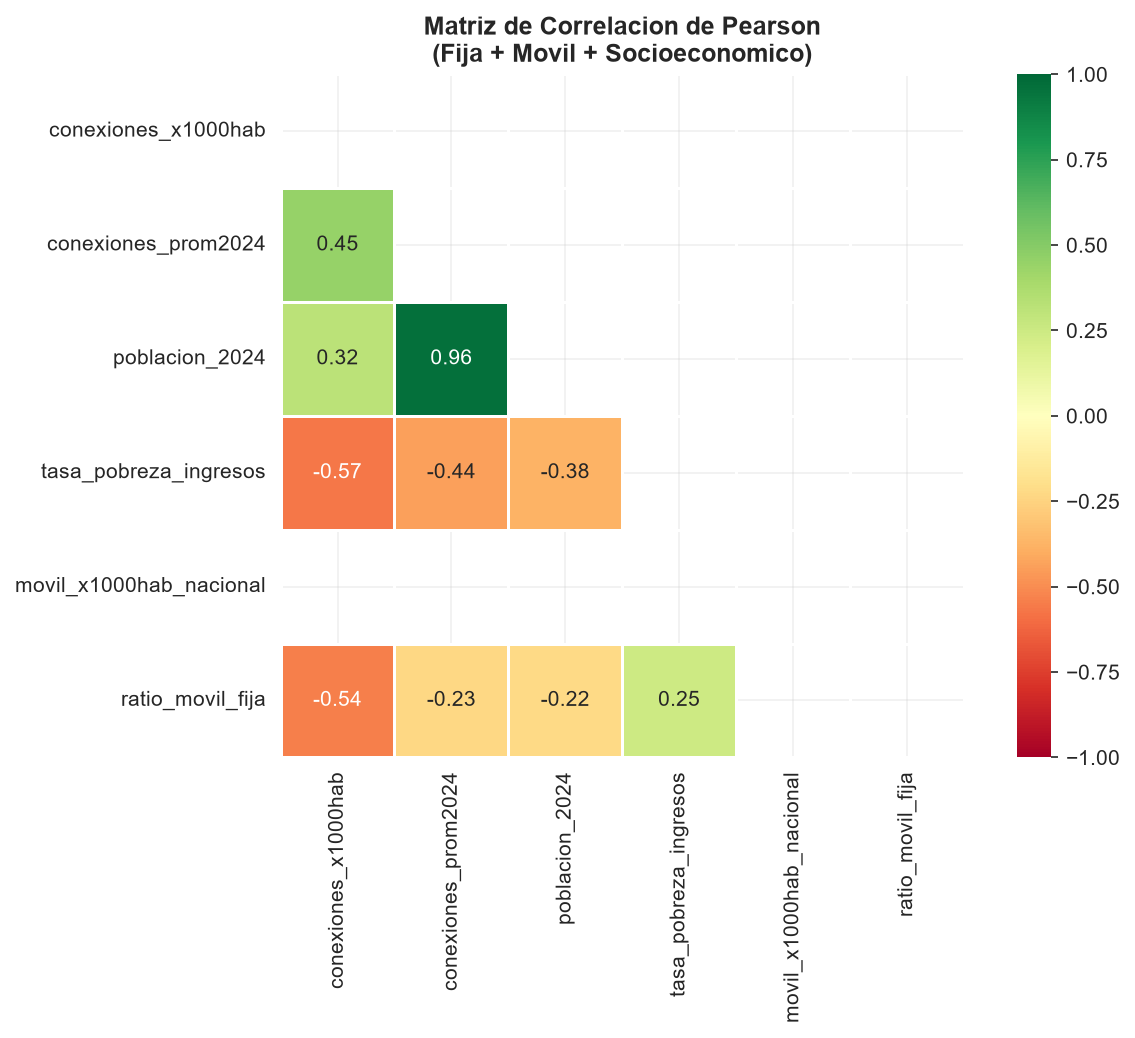 Matriz de Correlacion de Pearson
(Fija + Movil + Socioeconomico)
conexiones_x1000hab
conexiones_prom2024
0.45
poblacion_2024
0.32 0.96
tasa_pobreza_ingresos
-0.57 -0.44 -0.38
movil_x1000hab_nacional
ratio_movil_fija
-0.54 -0.23 -0.22 0.25
conexiones_x1000hab
conexiones_prom2024
poblacion_2024
tasa_pobreza_ingresos
movil_x1000hab_nacional
ratio_movil_fija
1.00
0.75
0.50
0.25
0.00
−0.25
−0.50
−0.75
−1.00